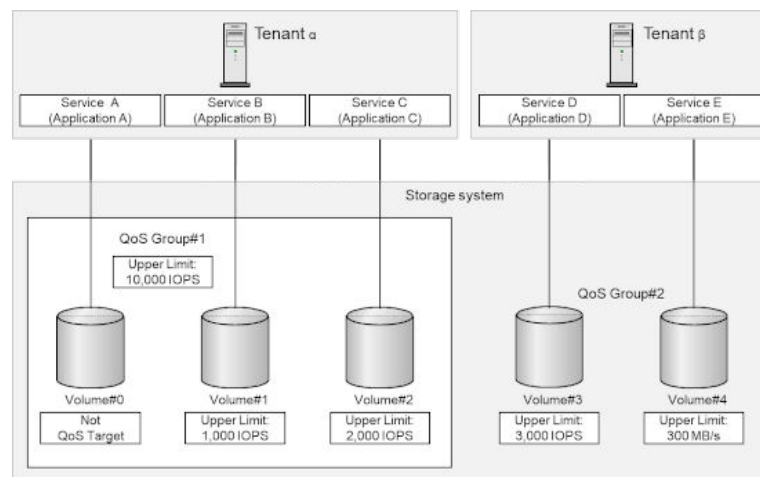 Tenant α
Tenant β
Service A
(Application A)
Service B
(Application B)
Service C
(Application C)
Service D
(Application D)
Service E
(Application E)
Storage system
QoS Group#1
Upper Limit:
10,000 IOPS
QoS Group#2
Volume#0
Volume#1
Volume#2
Volume#3
Volume#4
Not
QoS Target
Upper Limit:
1,000 IOPS
Upper Limit:
2,000 IOPS
Upper Limit:
3,000 IOPS
Upper Limit:
300 MB/s